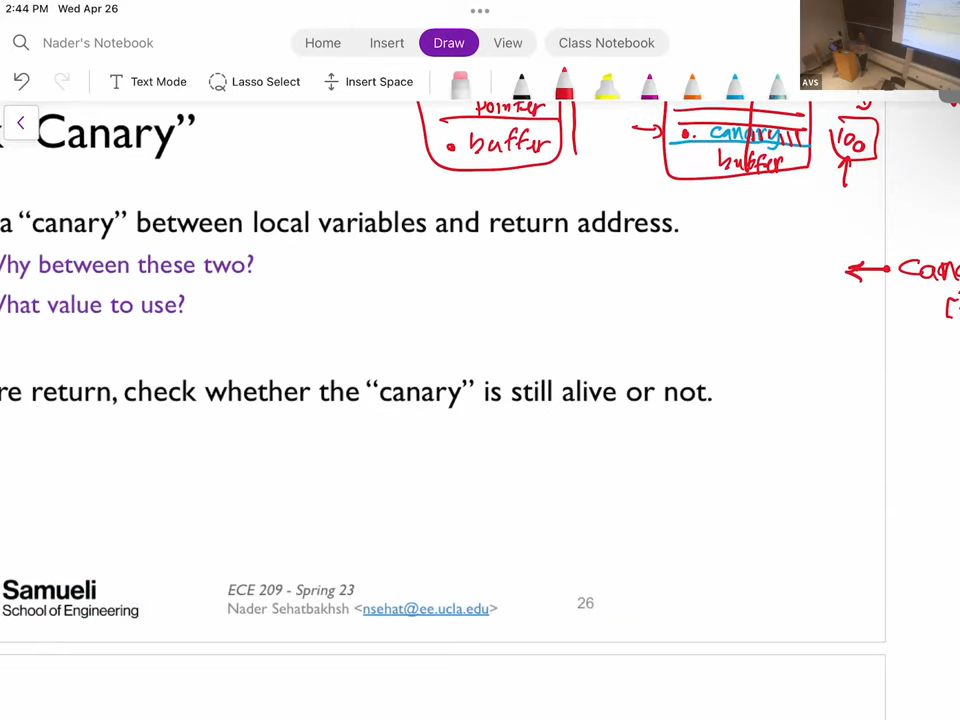 2:44 PM Wed Apr 26
Nader's Notebook
Home Insert Draw View Class Notebook
Text Mode Lasso Select Insert Space
AVS
pointer
buffer
canary
buffer
100
"Canary"
a "canary" between local variables and return address.
hy between these two?
hat value to use?
re return, check whether the "canary" is still alive or not.
Samueli
School of Engineering
ECE 209 - Spring 23
Nader Sehatbakhsh <nsehat@ee.ucla.edu>
26